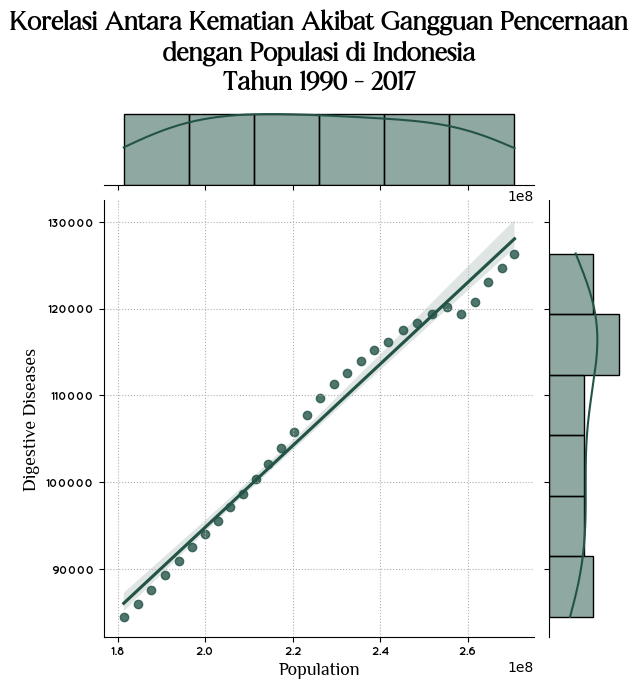 Korelasi Antara Kematian Akibat Gangguan Pencernaan
dengan Populasi di Indonesia
Tahun 1990 - 2017
1e8
130000
120000
110000
100000
90000
Digestive Diseases
1.8 2.0 2.2 2.4 2.6
Population
1e8